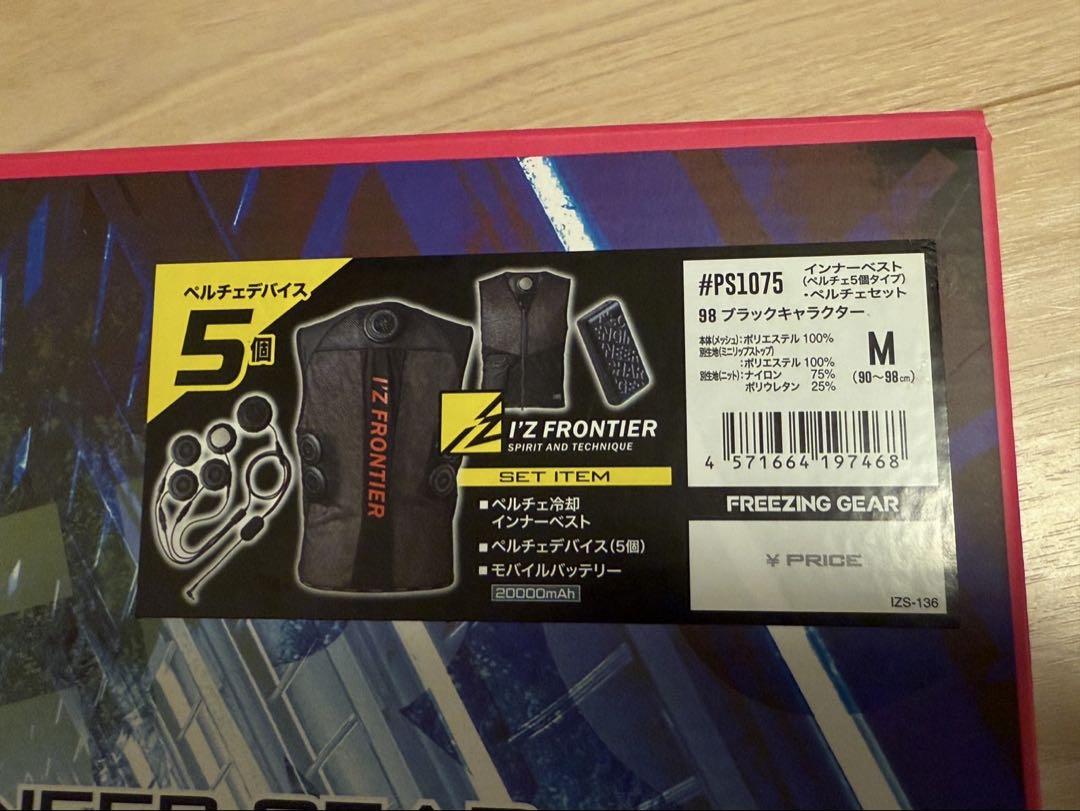 ペルチェデバイス
5個
I'Z FRONTIER
I'Z FRONTIER
SPIRIT AND TECHNIQUE
SET ITEM
■ペルチェ冷却
インナーベスト
■ペルチェデバイス(5個)
■モバイルバッテリー
20000mAh
#PS1075
インナーベスト
(ペルチェ5個タイプ)
・ペルチェセット
98 ブラックキャラクター
本体(メッシュ):ポリエステル 100%
別生地(ミニリップストップ)
:ポリエステル 100%
別生地(ニット):ナイロン 75%
ポリウレタン 25%
M
(90〜98cm)
4 571664 197468
FREEZING GEAR
¥ PRICE
IZS-136